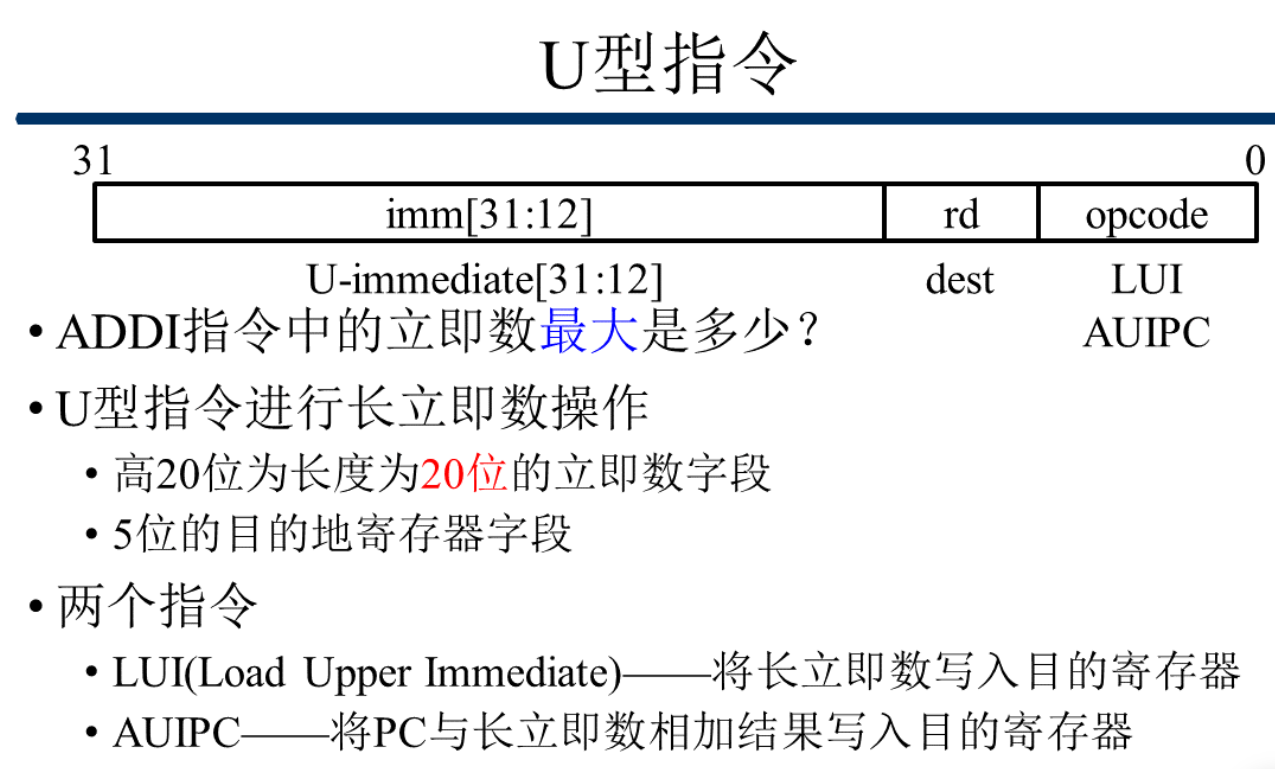 U型指令
31 0
imm[31:12] rd opcode
U-immediate[31:12] dest LUI
• ADDI指令中的立即数最大是多少? AUIPC
• U型指令进行长立即数操作
• 高20位为长度为20位的立即数字段
• 5位的目的地寄存器字段
• 两个指令
• LUI(Load Upper Immediate)——将长立即数写入目的寄存器
• AUIPC——将PC与长立即数相加结果写入目的寄存器